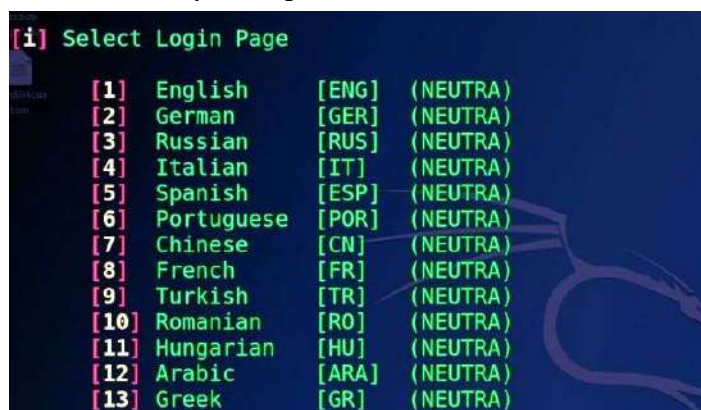 [i] Select Login Page
[1] English [ENG] (NEUTRA)
[2] German [GER] (NEUTRA)
[3] Russian [RUS] (NEUTRA)
[4] Italian [IT] (NEUTRA)
[5] Spanish [ESP] (NEUTRA)
[6] Portuguese [POR] (NEUTRA)
[7] Chinese [CN] (NEUTRA)
[8] French [FR] (NEUTRA)
[9] Turkish [TR] (NEUTRA)
[10] Romanian [RO] (NEUTRA)
[11] Hungarian [HU] (NEUTRA)
[12] Arabic [ARA] (NEUTRA)
[13] Greek [GR] (NEUTRA)